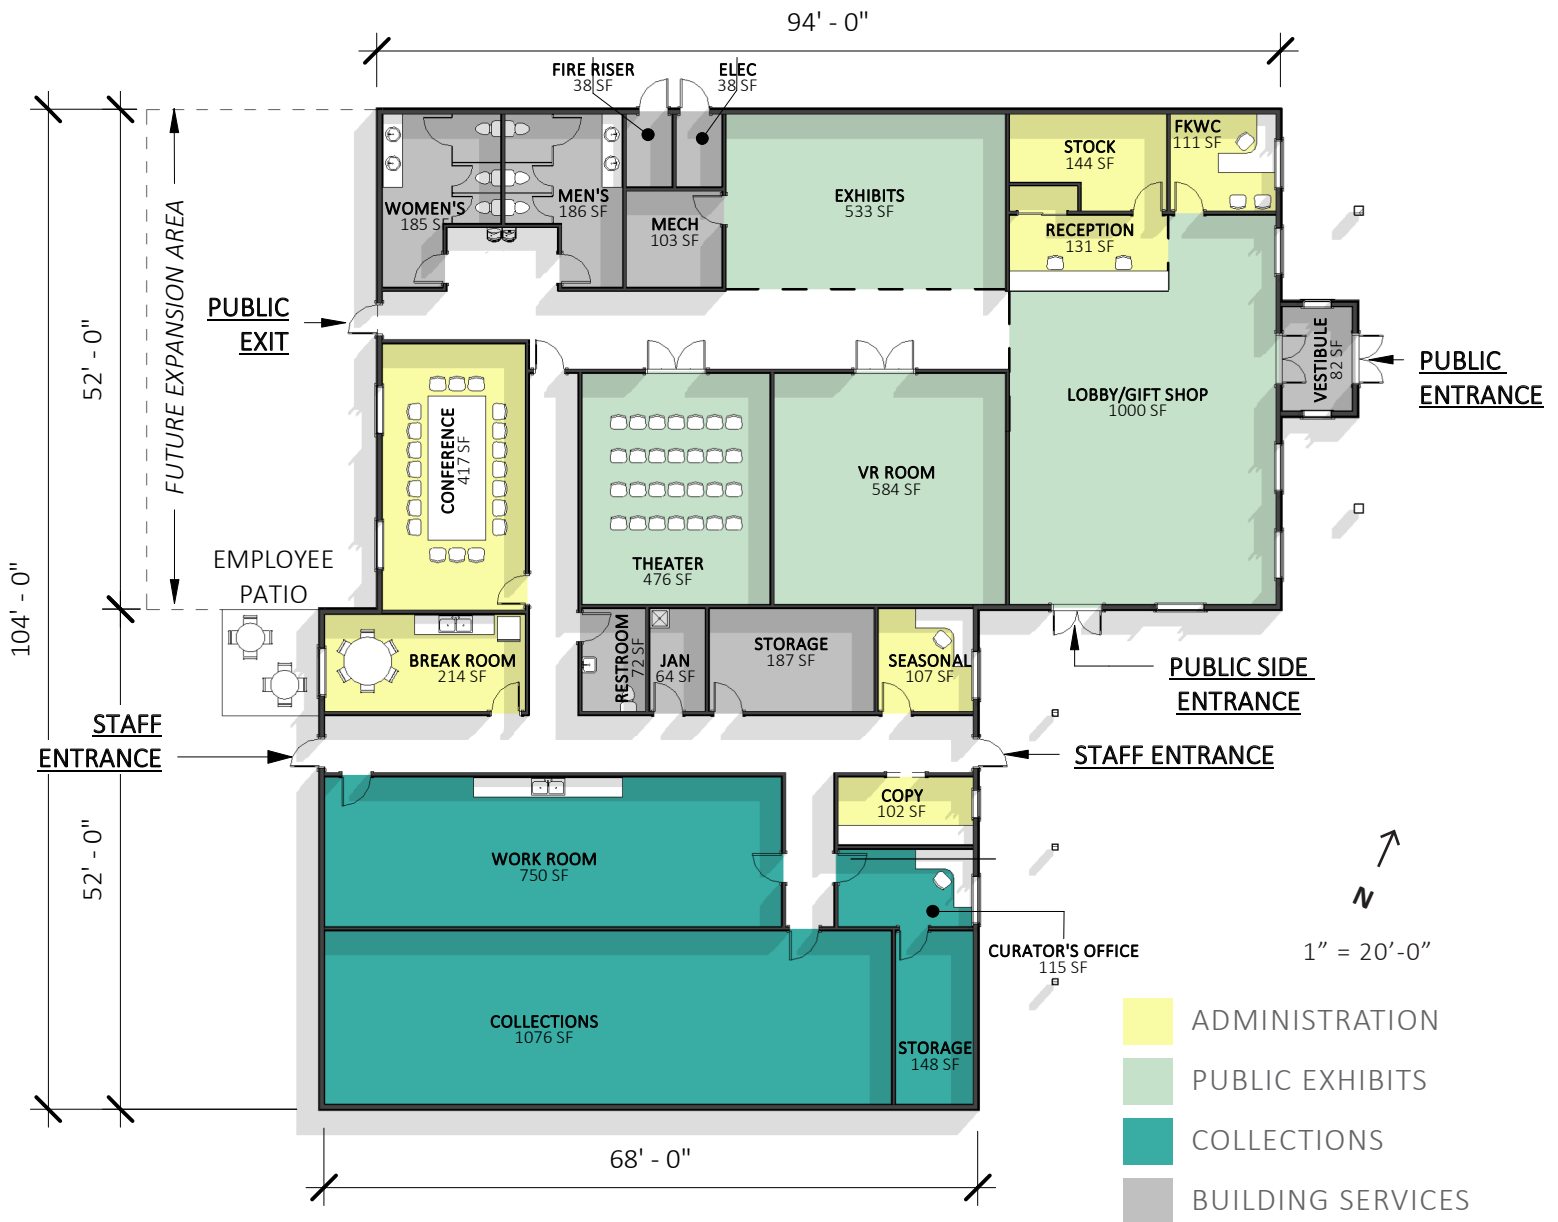 94' - 0"
FIRE RISER
38 SF
ELEC
38 SF
STOCK
144 SF
FKWC
111 SF
WOMEN'S
185 SF
MEN'S
186 SF
MECH
103 SF
EXHIBITS
533 SF
RECEPTION
131 SF
FUTURE EXPANSION AREA
52' - 0"
104' - 0"
PUBLIC
EXIT
VESTIBULE
82 SF
PUBLIC
ENTRANCE
LOBBY/GIFT SHOP
1000 SF
CONFERENCE
417 SF
VR ROOM
584 SF
THEATER
476 SF
EMPLOYEE
PATIO
BREAK ROOM
214 SF
RESTROOM
72 SF
JAN
64 SF
STORAGE
187 SF
SEASONAL
107 SF
PUBLIC SIDE
ENTRANCE
STAFF
ENTRANCE
STAFF ENTRANCE
COPY
102 SF
52' - 0"
WORK ROOM
750 SF
N
CURATOR'S OFFICE
115 SF
1" = 20'-0"
COLLECTIONS
1076 SF
STORAGE
148 SF
ADMINISTRATION
PUBLIC EXHIBITS
COLLECTIONS
BUILDING SERVICES
68' - 0"